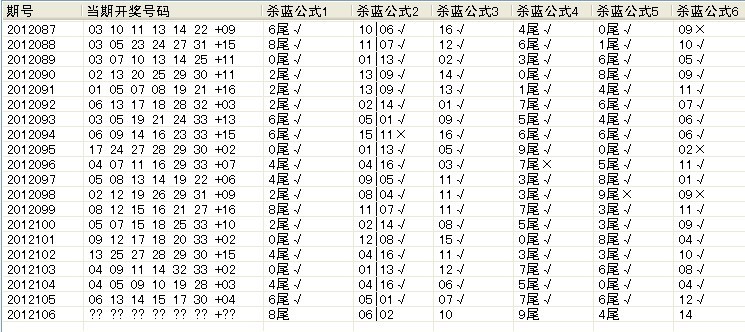 期号 当期开奖号码 杀蓝公式1 杀蓝公式2 杀蓝公式3 杀蓝公式4 杀蓝公式5 杀蓝公式6
2012087 03 10 11 13 14 22 +09 6尾√ 10|06√ 16√ 4尾√ 0尾√ 09×
2012088 03 05 23 24 27 31 +15 8尾√ 11|07√ 12√ 6尾√ 1尾√ 10√
2012089 03 07 10 13 14 25 +11 0尾√ 01|13√ 02√ 3尾√ 6尾√ 05√
2012090 02 13 20 25 29 30 +11 2尾√ 13|09√ 14√ 0尾√ 8尾√ 09√
2012091 01 05 07 08 19 21 +16 2尾√ 13|09√ 13√ 1尾√ 4尾√ 11√
2012092 06 13 17 18 28 32 +03 2尾√ 02|14√ 01√ 7尾√ 6尾√ 07√
2012093 03 05 19 21 24 33 +13 6尾√ 05|01√ 09√ 5尾√ 4尾√ 06√
2012094 06 09 14 16 23 33 +15 6尾√ 15|11× 16√ 6尾√ 6尾√ 06√
2012095 17 24 27 28 29 30 +02 0尾√ 01|13√ 05√ 9尾√ 0尾√ 02×
2012096 04 07 11 16 29 33 +07 4尾√ 04|16√ 03√ 7尾× 5尾√ 11√
2012097 05 08 13 14 19 22 +06 4尾√ 09|05√ 11√ 3尾√ 8尾√ 01√
2012098 02 12 19 26 29 31 +09 2尾√ 08|04√ 11√ 3尾√ 9尾× 09×
2012099 08 12 15 16 21 27 +16 8尾√ 11|07√ 11√ 7尾√ 3尾√ 11√
2012100 05 07 15 18 25 33 +10 2尾√ 02|14√ 08√ 5尾√ 3尾√ 09√
2012101 09 12 17 18 20 33 +02 0尾√ 12|08√ 15√ 0尾√ 8尾√ 04√
2012102 13 25 27 28 29 30 +15 4尾√ 04|16√ 11√ 3尾√ 6尾√ 10√
2012103 04 09 11 14 32 33 +02 0尾√ 01|13√ 12√ 7尾√ 6尾√ 08√
2012104 04 05 09 10 19 28 +03 4尾√ 04|16√ 06√ 5尾√ 0尾√ 04√
2012105 06 13 14 15 17 30 +04 6尾√ 05|01√ 07√ 7尾√ 6尾√ 12√
2012106 ?? ?? ?? ?? ?? ?? +?? 8尾 06|02 10 9尾 4尾 14